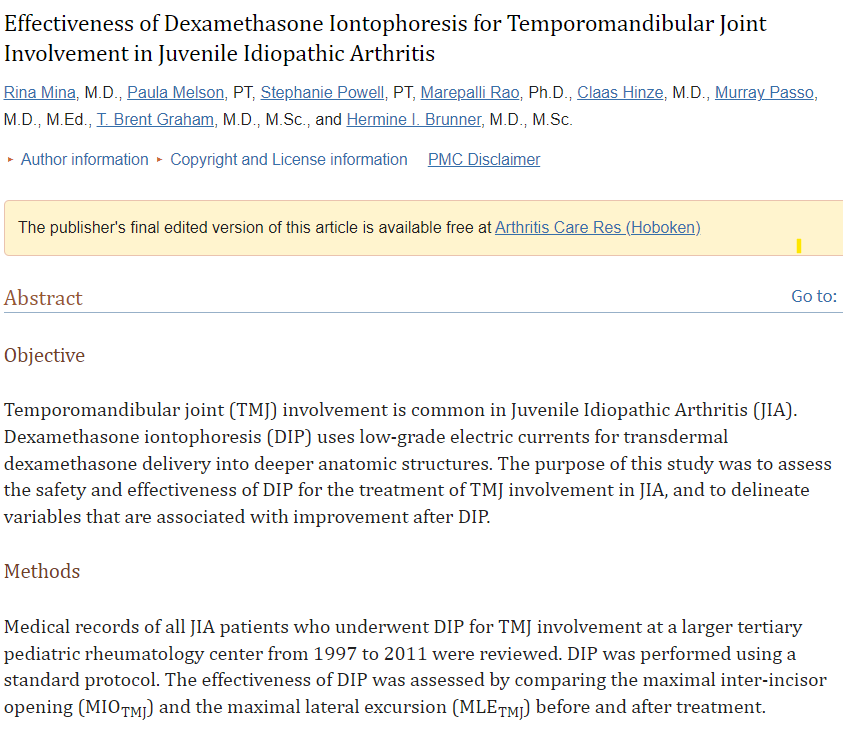 Effectiveness of Dexamethasone Iontophoresis for Temporomandibular Joint
Involvement in Juvenile Idiopathic Arthritis
Rina Mina, M.D., Paula Melson, PT, Stephanie Powell, PT, Marepalli Rao, Ph.D., Claas Hinze, M.D., Murray Passo,
M.D., M.Ed., T. Brent Graham, M.D., M.Sc., and Hermine I. Brunner, M.D., M.Sc.
▸ Author information ▸ Copyright and License information PMC Disclaimer
The publisher's final edited version of this article is available free at Arthritis Care Res (Hoboken)
Abstract Go to:
Objective
Temporomandibular joint (TMJ) involvement is common in Juvenile Idiopathic Arthritis (JIA).
Dexamethasone iontophoresis (DIP) uses low-grade electric currents for transdermal
dexamethasone delivery into deeper anatomic structures. The purpose of this study was to assess
the safety and effectiveness of DIP for the treatment of TMJ involvement in JIA, and to delineate
variables that are associated with improvement after DIP.
Methods
Medical records of all JIA patients who underwent DIP for TMJ involvement at a larger tertiary
pediatric rheumatology center from 1997 to 2011 were reviewed. DIP was performed using a
standard protocol. The effectiveness of DIP was assessed by comparing the maximal inter-incisor
opening (MIOTMJ) and the maximal lateral excursion (MLETMJ) before and after treatment.